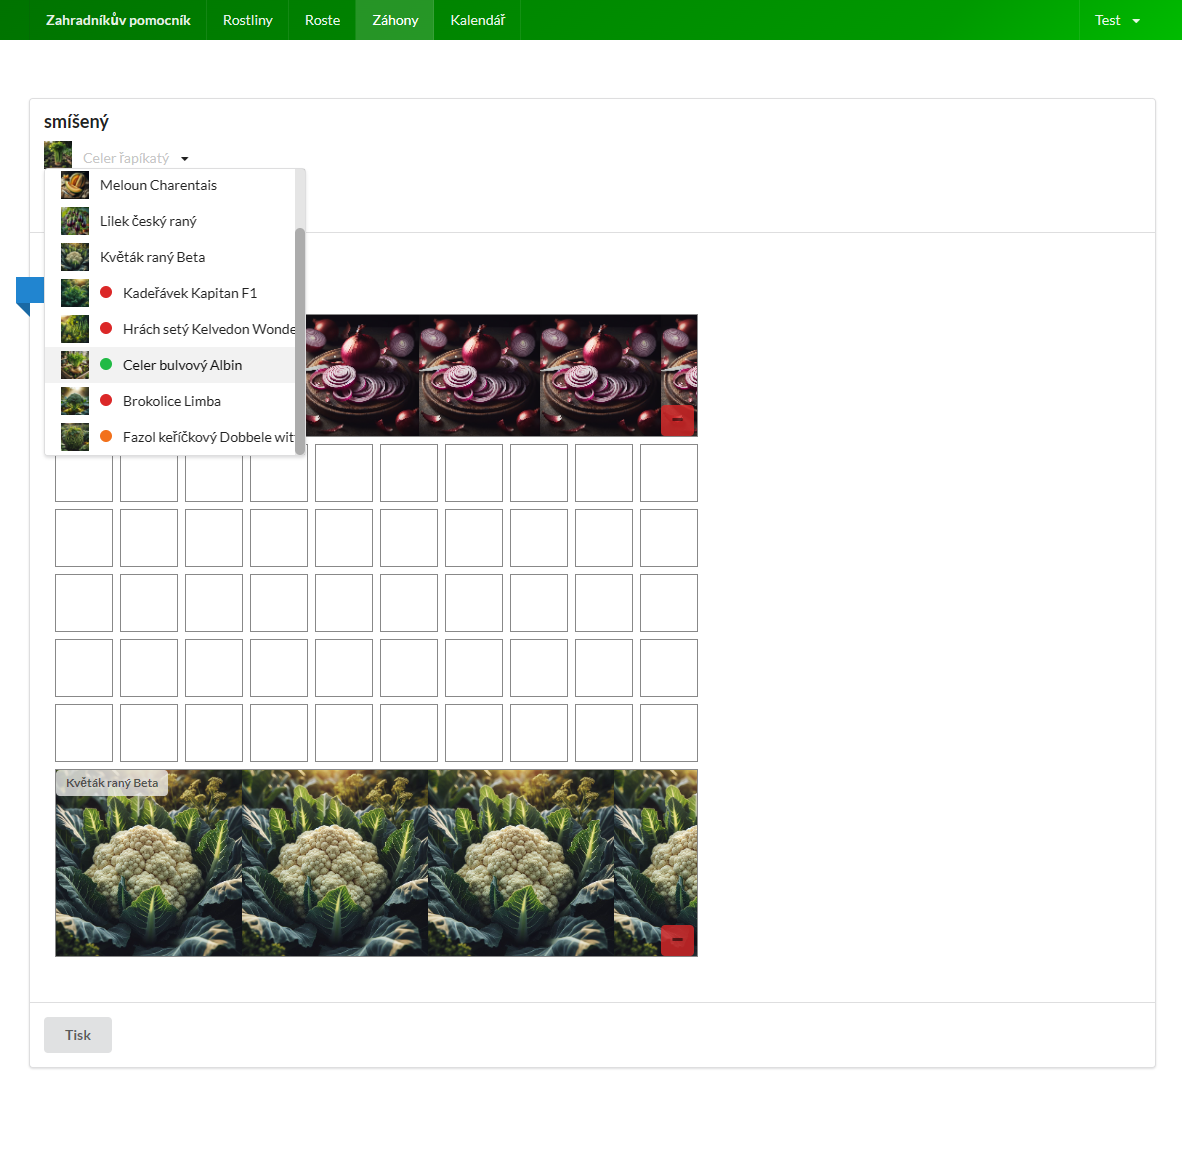 Zahradníkův pomocník Rostliny Roste Záhony Kalendář Test
smíšený
Celer řapíkatý
Meloun Charentais
Lilek český raný
Květák raný Beta
Kadeřávek Kapitan F1
Hrách setý Kelvedon Wonde
Celer bulvový Albin
Brokolice Limba
Fazol keříčkový Dobbele wit
Květák raný Beta
Tisk